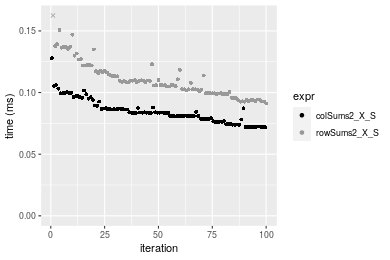 0.15
0.10
0.05
0.00
time (ms)
0
25
50
75
100
iteration
expr
colSums2_X_S
rowSums2_X_S